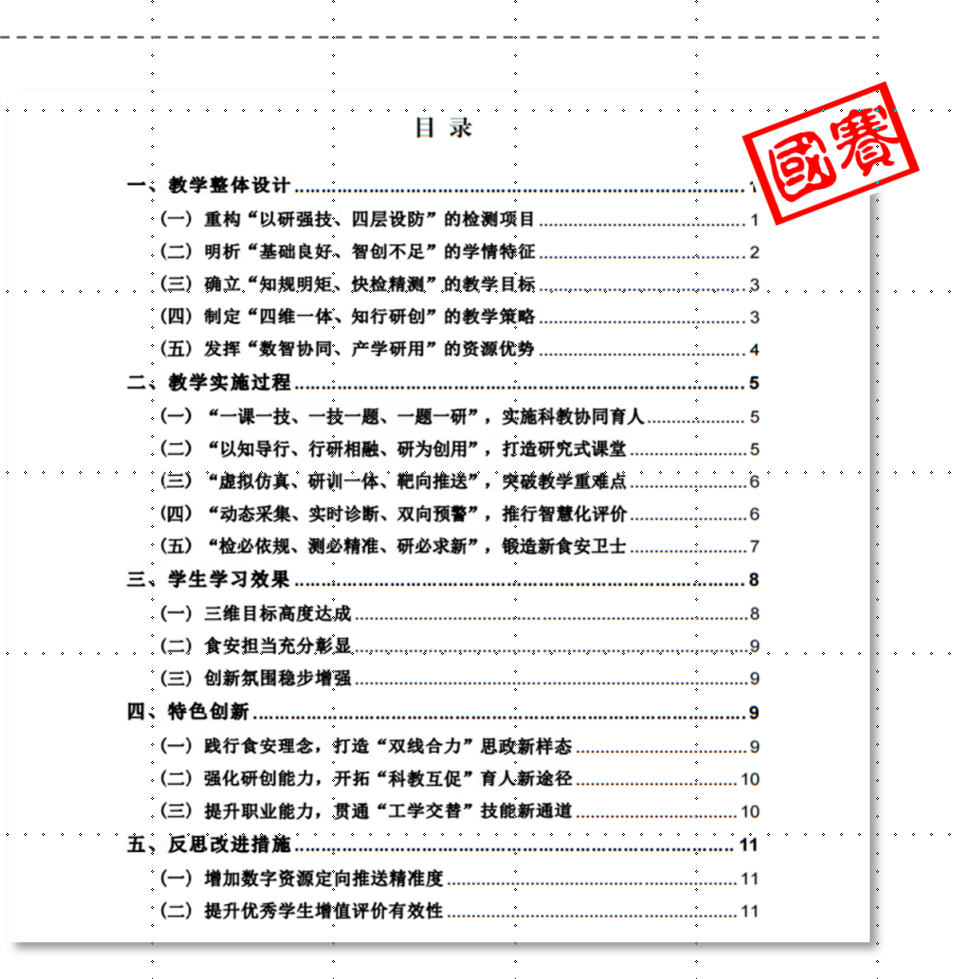 目 录
國賽
一、教学整体设计 1
(一) 重构“以研强技、四层设防”的检测项目 1
(二) 明析“基础良好、智创不足”的学情特征 2
(三) 确立“知规明矩、快检精测”的教学目标 3
(四) 制定“四维一体、知行研创”的教学策略 3
(五) 发挥“数智协同、产学研用”的资源优势 4
二、教学实施过程 5
(一) “一课一技、一技一题、一题一研”，实施科教协同育人 5
(二) “以知导行、行研相融、研为创用”，打造研究式课堂 5
(三) “虚拟仿真、研训一体、靶向推送”，突破教学重难点 6
(四) “动态采集、实时诊断、双向预警”，推行智慧化评价 6
(五) “检必依规、测必精准、研必求新”，锻造新食安卫士 7
三、学生学习效果 8
(一) 三维目标高度达成 8
(二) 食安担当充分彰显 9
(三) 创新氛围稳步增强 9
四、特色创新 9
(一) 践行食安理念，打造“双线合力”思政新样态 9
(二) 强化研创能力，开拓“科教互促”育人新途径 10
(三) 提升职业能力，贯通“工学交替”技能新通道 10
五、反思改进措施 11
(一) 增加数字资源定向推送精准度 11
(二) 提升优秀学生增值评价有效性 11